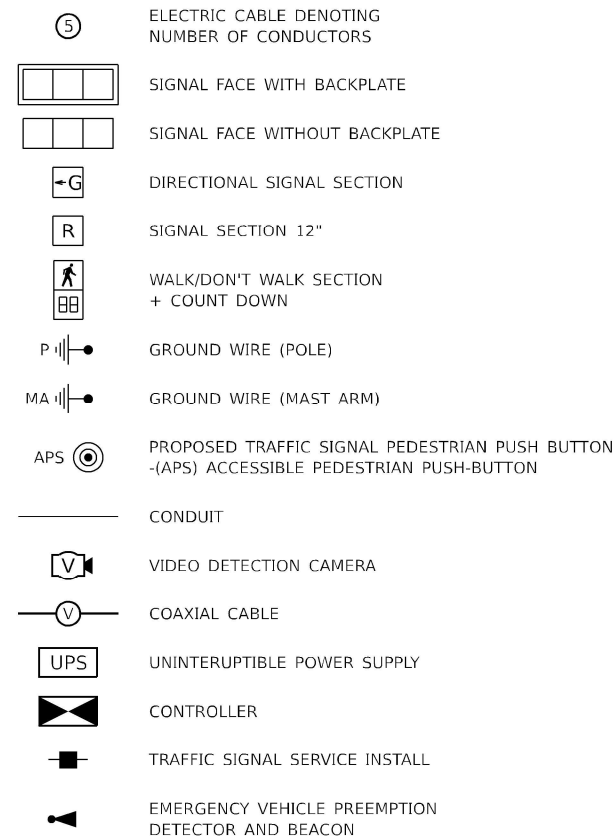 5 ELECTRIC CABLE DENOTING
NUMBER OF CONDUCTORS
SIGNAL FACE WITH BACKPLATE
SIGNAL FACE WITHOUT BACKPLATE
G DIRECTIONAL SIGNAL SECTION
R SIGNAL SECTION 12"
WALK/DON'T WALK SECTION
88 + COUNT DOWN
P GROUND WIRE (POLE)
MA GROUND WIRE (MAST ARM)
APS PROPOSED TRAFFIC SIGNAL PEDESTRIAN PUSH BUTTON
-(APS) ACCESSIBLE PEDESTRIAN PUSH-BUTTON
CONDUIT
V VIDEO DETECTION CAMERA
V COAXIAL CABLE
UPS UNINTERUPTIBLE POWER SUPPLY
CONTROLLER
TRAFFIC SIGNAL SERVICE INSTALL
EMERGENCY VEHICLE PREEMPTION
DETECTOR AND BEACON